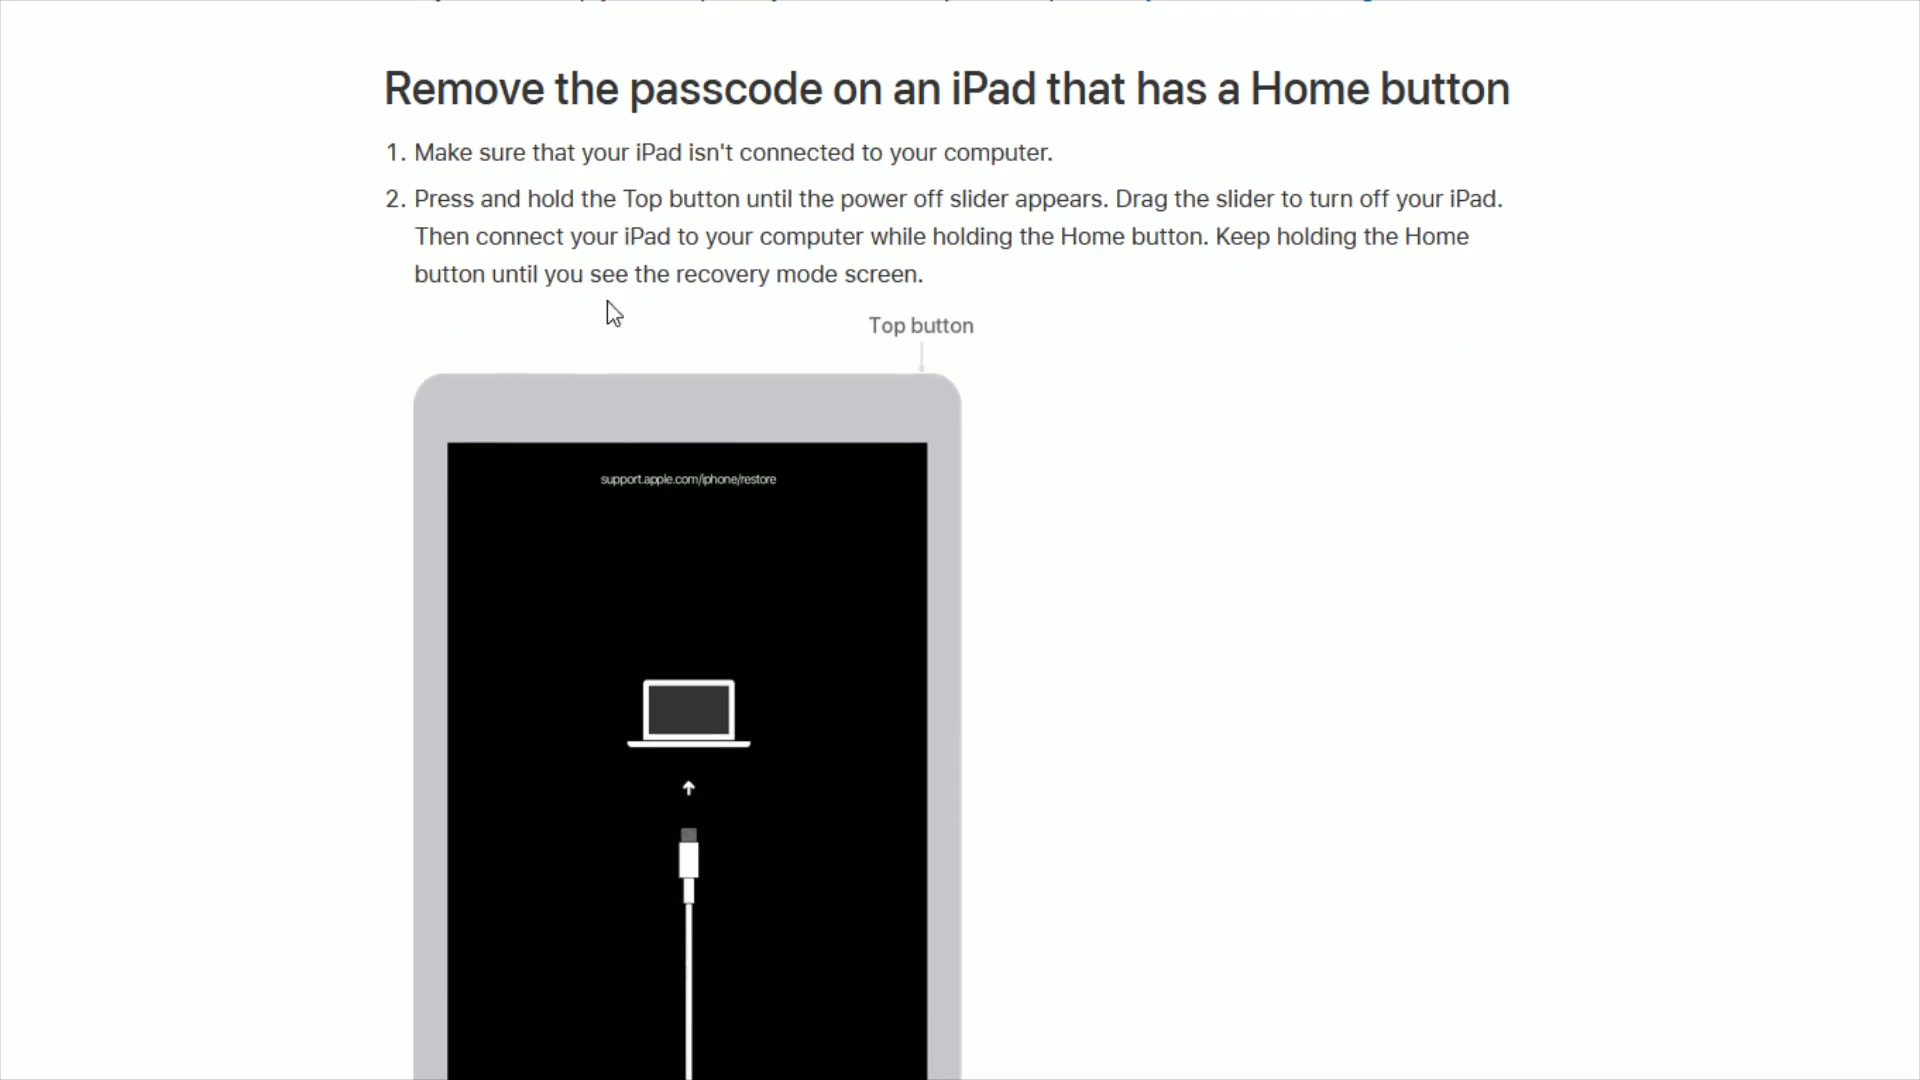 Remove the passcode on an iPad that has a Home button
1. Make sure that your iPad isn't connected to your computer.
2. Press and hold the Top button until the power off slider appears. Drag the slider to turn off your iPad.
Then connect your iPad to your computer while holding the Home button. Keep holding the Home
button until you see the recovery mode screen.
Top button
support.apple.com/iphone/restore